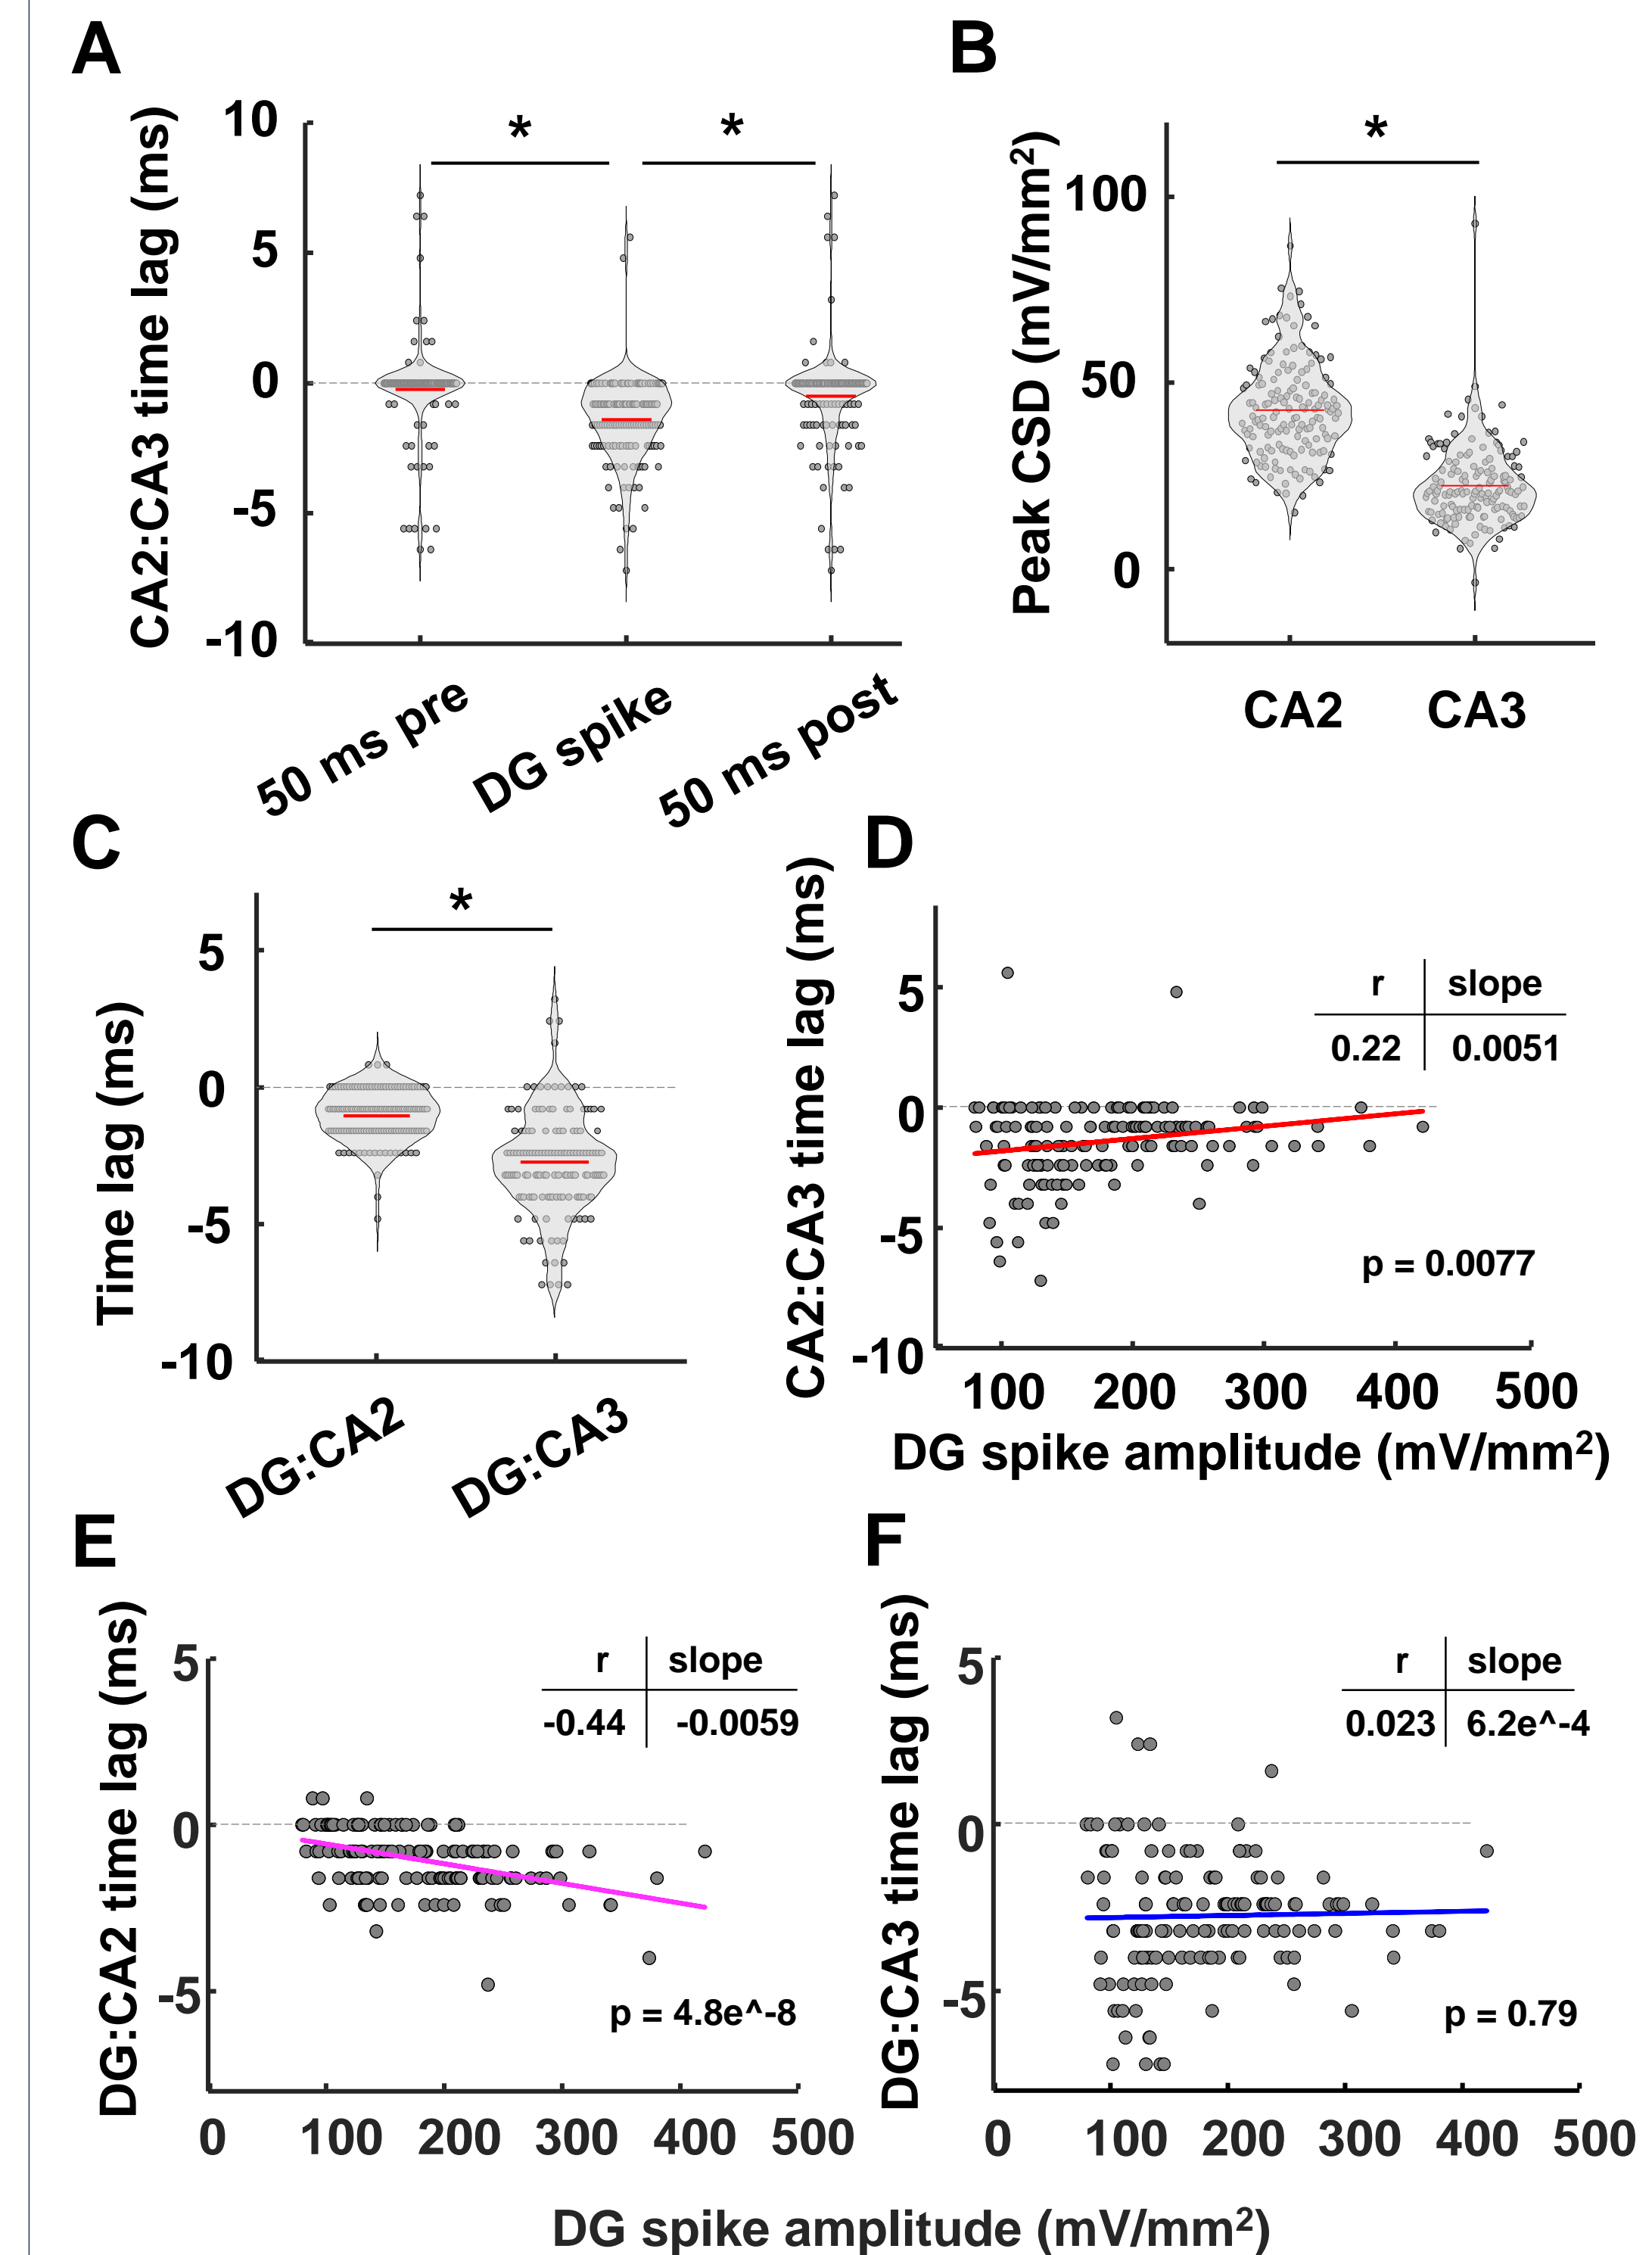 A
CA2:CA3 time lag (ms)
10
5
0
-5
-10
*
*
50 ms pre
DG spike
50 ms post
B
Peak CSD (mV/mm²)
100
50
0
*
CA2
CA3
C
Time lag (ms)
5
0
-5
-10
*
DG:CA2
DG:CA3
D
CA2:CA3 time lag (ms)
5
0
-5
-10
r slope
0.22 0.0051
p = 0.0077
100 200 300 400 500
DG spike amplitude (mV/mm²)
E
DG:CA2 time lag (ms)
5
0
-5
r slope
-0.44 -0.0059
p = 4.8e^-8
0 100 200 300 400 500
F
DG:CA3 time lag (ms)
5
0
-5
r slope
0.023 6.2e^-4
p = 0.79
0 100 200 300 400 500
DG spike amplitude (mV/mm²)